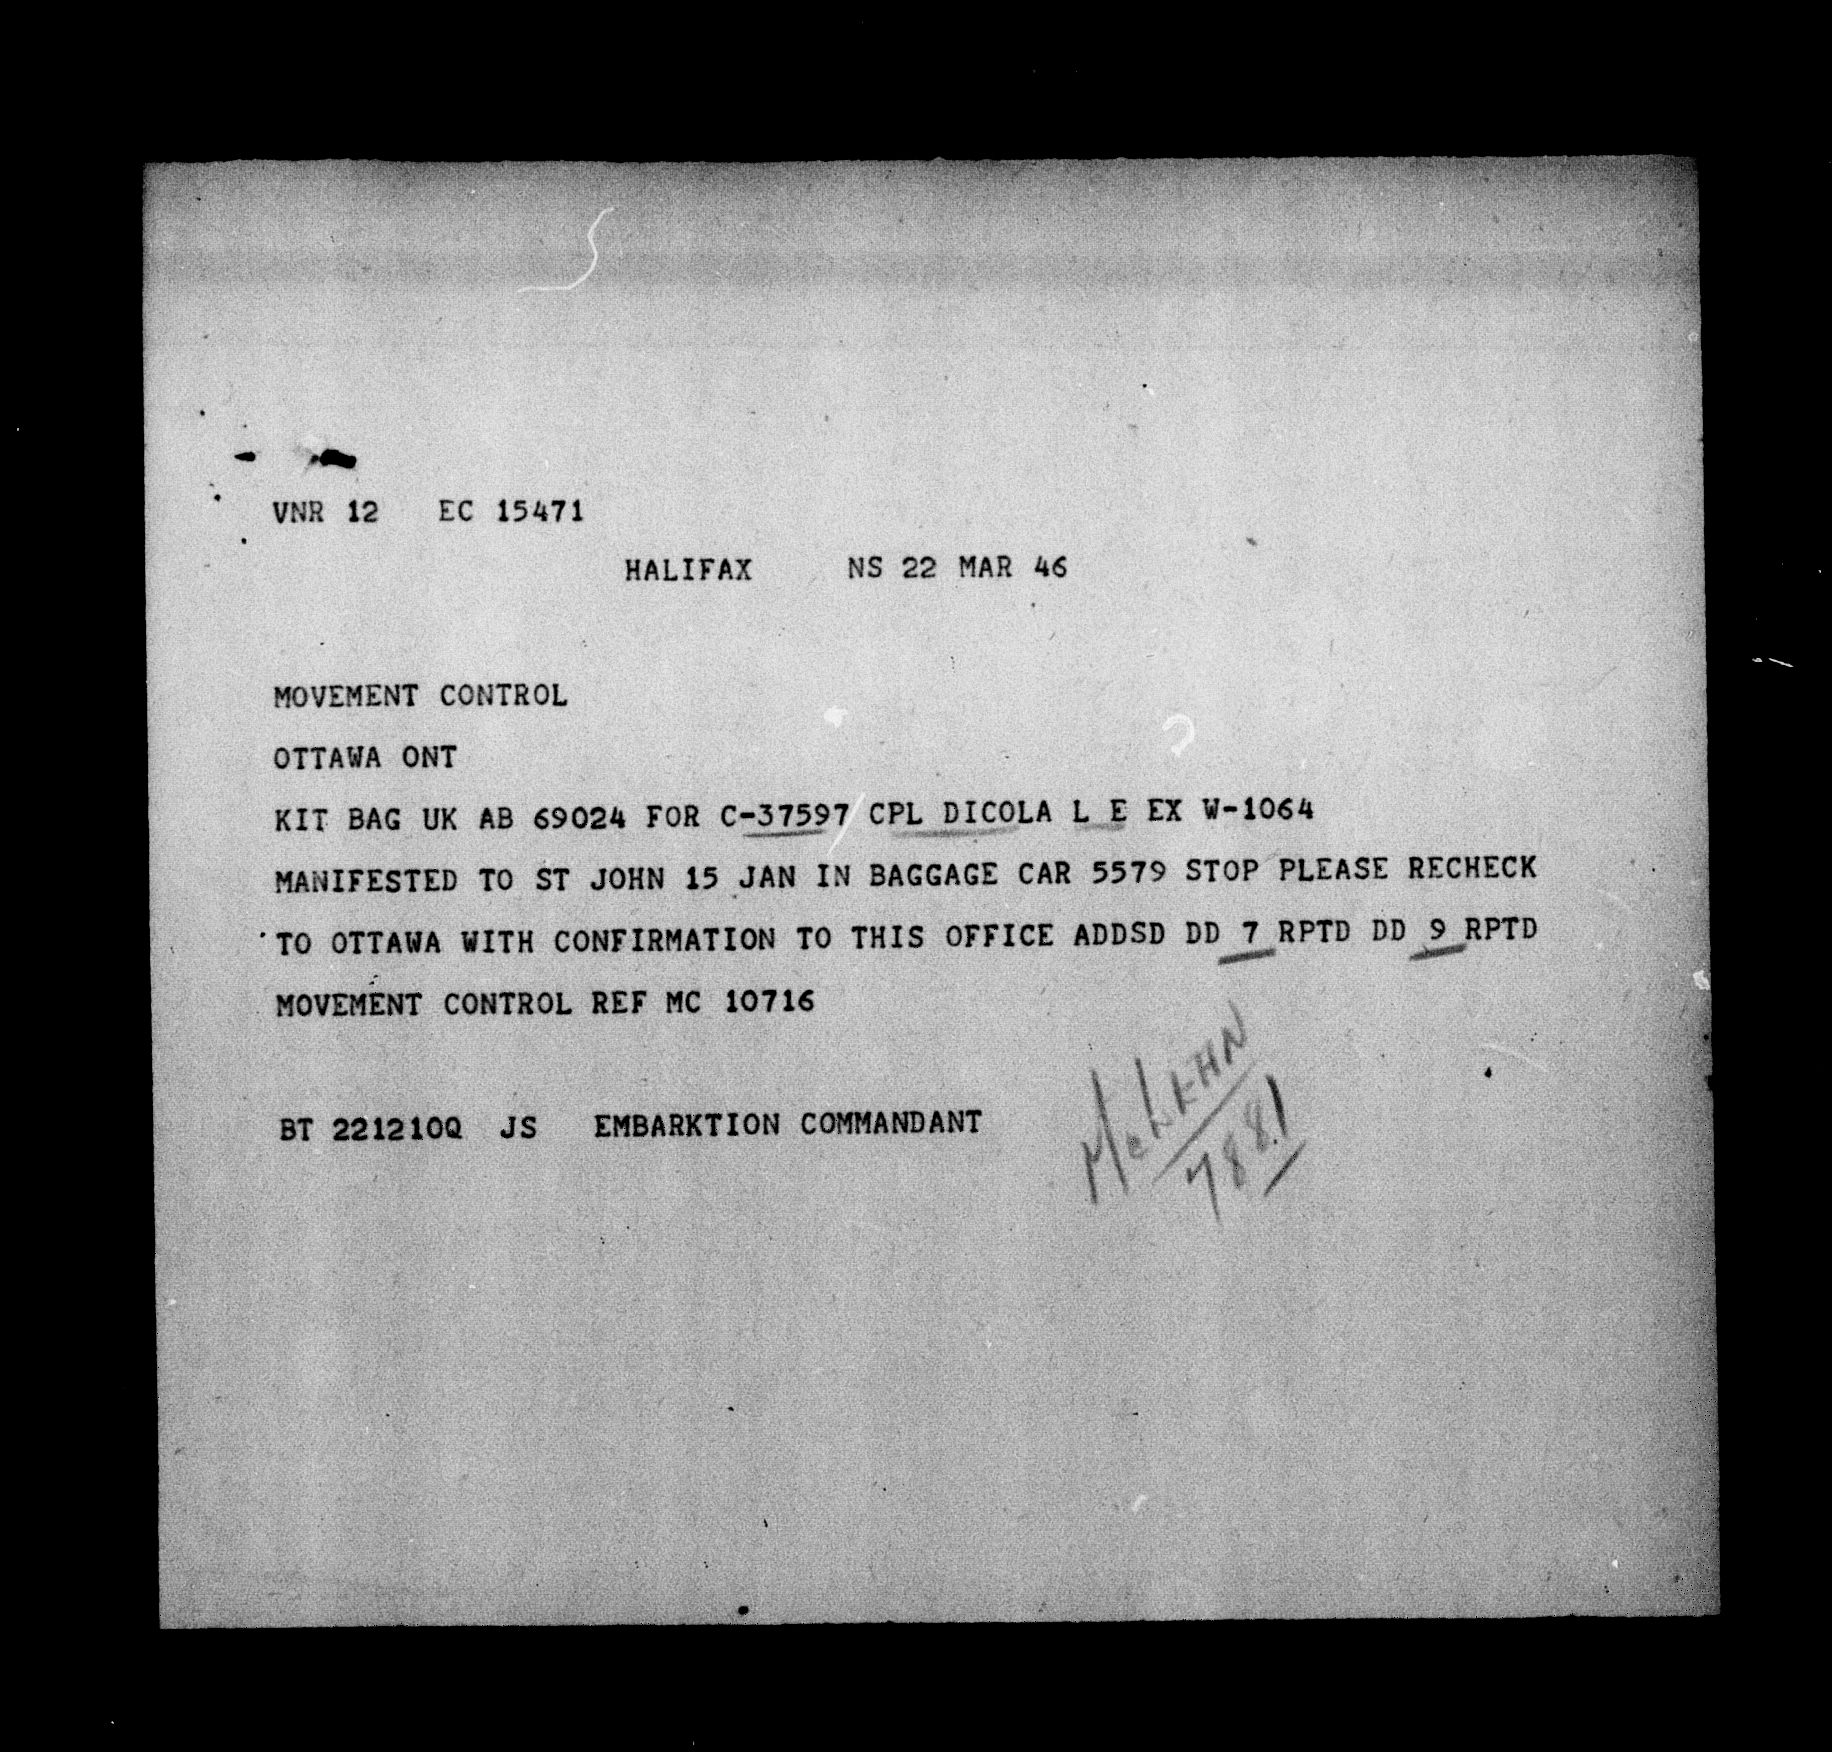 VNR 12 EC 15471
HALIFAX NS 22 MAR 46
MOVEMENT CONTROL
OTTAWA ONT
KIT BAG UK AB 69024 FOR C-37597/CPL DICOLA L E EX W-1064
MANIFESTED TO ST JOHN 15 JAN IN BAGGAGE CAR 5579 STOP PLEASE RECHECK
TO OTTAWA WITH CONFIRMATION TO THIS OFFICE ADDSD DD 7 RPTD DD 9 RPTD
MOVEMENT CONTROL REF MC 10716
BT 221210Q JS EMBARKTION COMMANDANT
7881